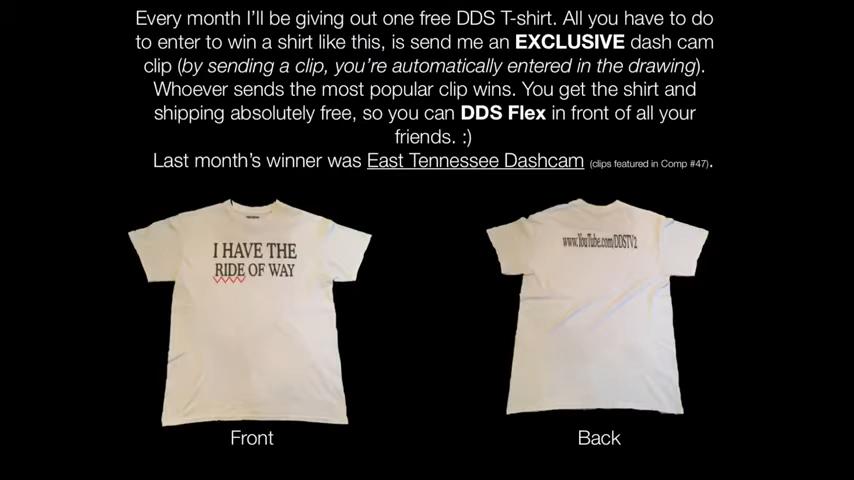 Every month I'll be giving out one free DDS T-shirt. All you have to do
to enter to win a shirt like this, is send me an EXCLUSIVE dash cam
clip (by sending a clip, you're automatically entered in the drawing).
Whoever sends the most popular clip wins. You get the shirt and
shipping absolutely free, so you can DDS Flex in front of all your
friends. :)
Last month's winner was East Tennessee Dashcam (clips featured in Comp #47).
I HAVE THE
RIDE OF WAY
www.YouTube.com/DDSTV2
Front
Back